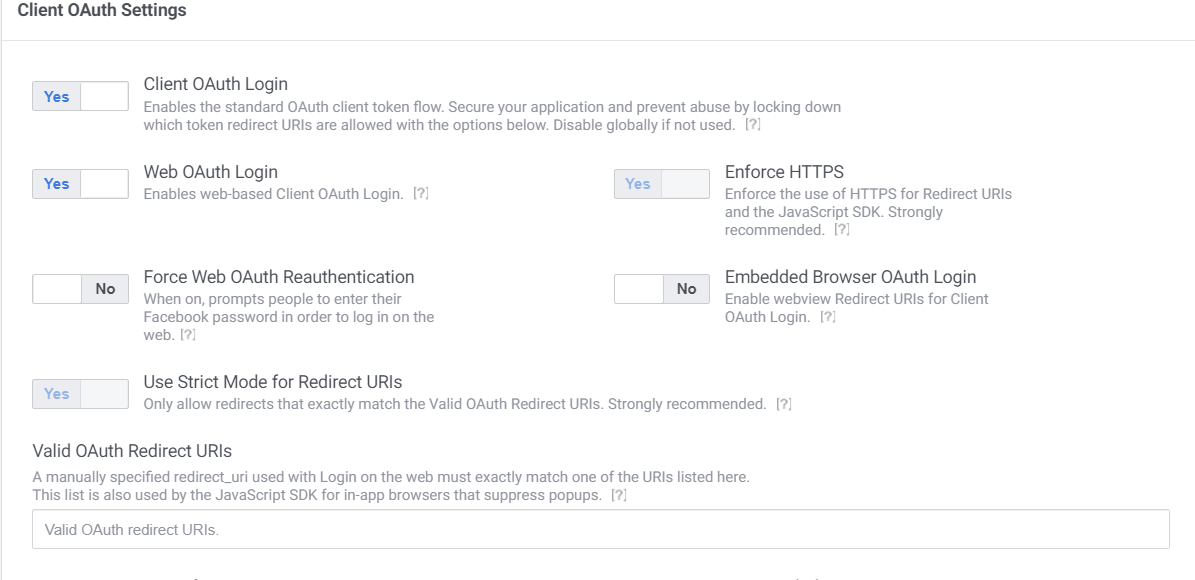 Client OAuth Settings
Yes
Client OAuth Login
Enables the standard OAuth client token flow. Secure your application and prevent abuse by locking down
which token redirect URIs are allowed with the options below. Disable globally if not used. [?]
Yes
Web OAuth Login
Enables web-based Client OAuth Login. [?]
Yes
Enforce HTTPS
Enforce the use of HTTPS for Redirect URIs
and the JavaScript SDK. Strongly
recommended. [?]
No
Force Web OAuth Reauthentication
When on, prompts people to enter their
Facebook password in order to log in on the
web. [?]
No
Embedded Browser OAuth Login
Enable webview Redirect URIs for Client
OAuth Login. [?]
Yes
Use Strict Mode for Redirect URIs
Only allow redirects that exactly match the Valid OAuth Redirect URIs. Strongly recommended. [?]
Valid OAuth Redirect URIs
A manually specified redirect_uri used with Login on the web must exactly match one of the URIs listed here.
This list is also used by the JavaScript SDK for in-app browsers that suppress popups. [?]
Valid OAuth redirect URIs.